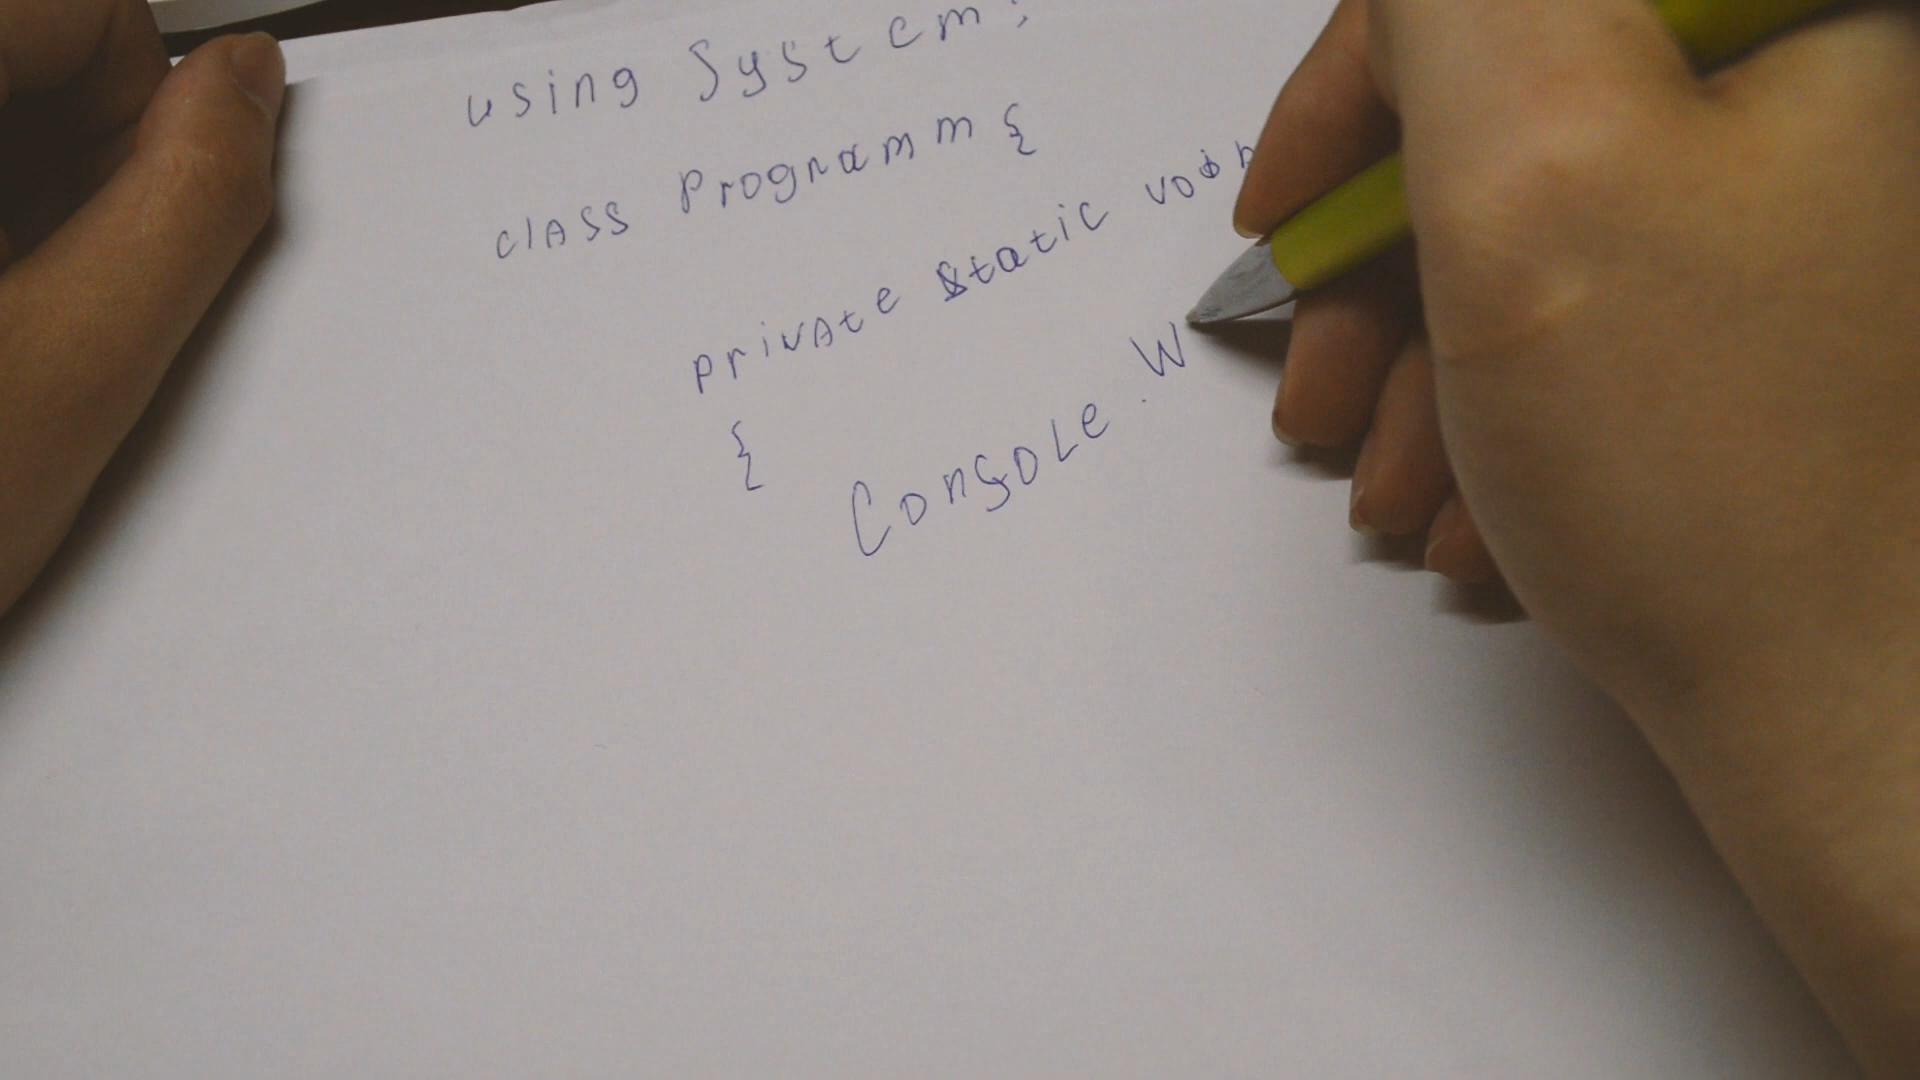 using System;
class Programm {
private static void
{
Console.W